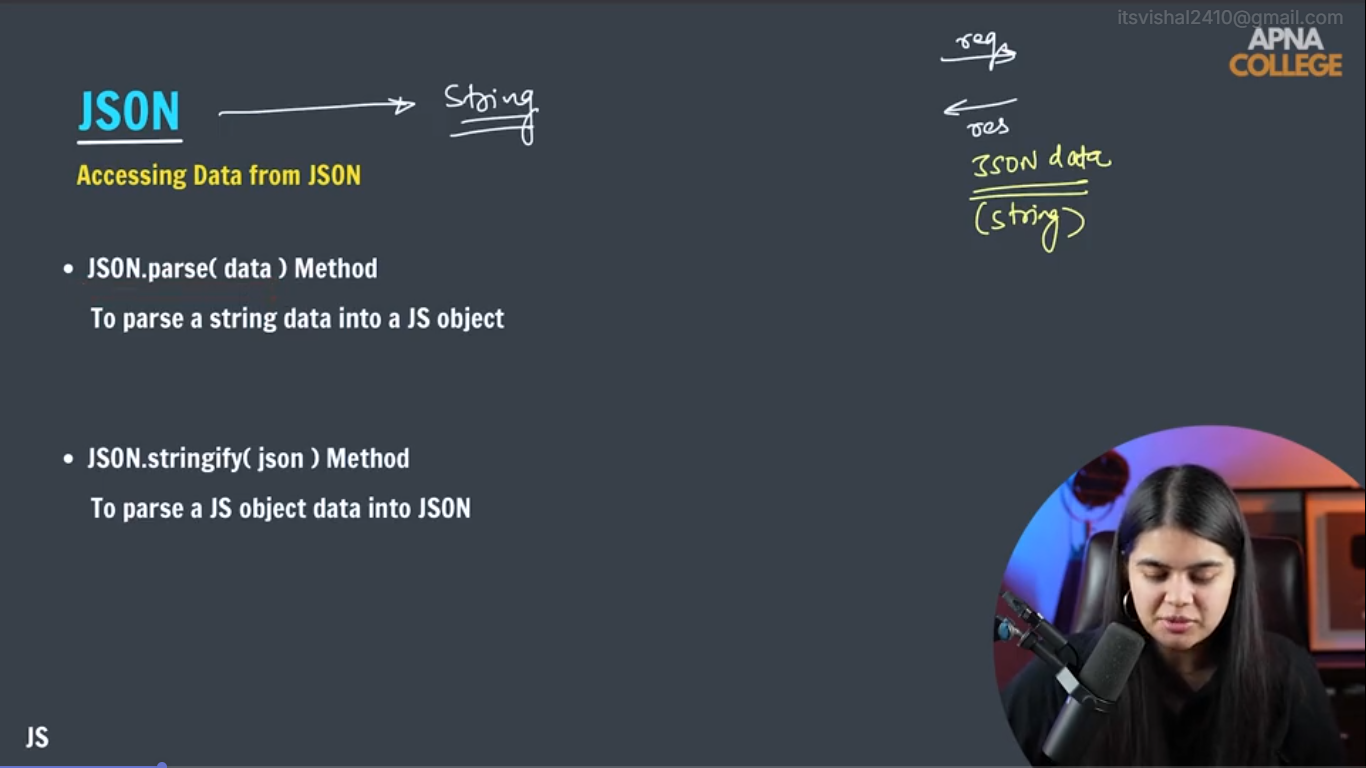 itsvishal2410@gmail.com
APNA
COLLEGE
req
JSON
String
res
JSON data
(string)
Accessing Data from JSON
• JSON.parse( data ) Method
To parse a string data into a JS object
• JSON.stringify( json ) Method
To parse a JS object data into JSON
JS